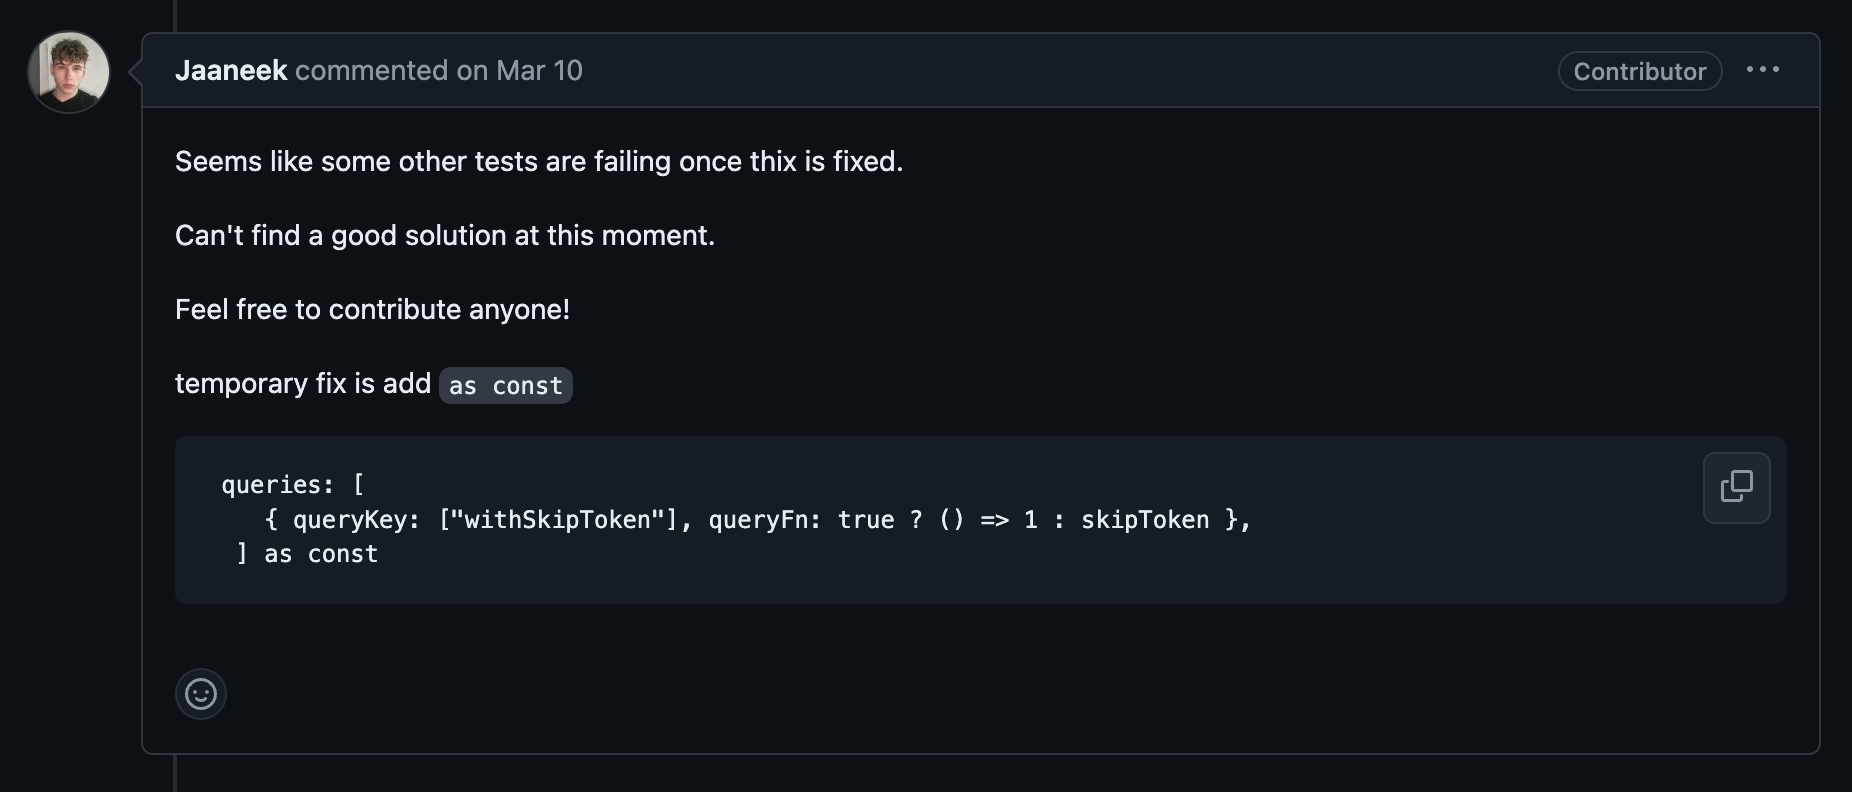 Jaaneek commented on Mar 10
Contributor
Seems like some other tests are failing once thix is fixed.
Can't find a good solution at this moment.
Feel free to contribute anyone!
temporary fix is add as const
queries: [
{ queryKey: ["withSkipToken"], queryFn: true ? () => 1 : skipToken },
] as const